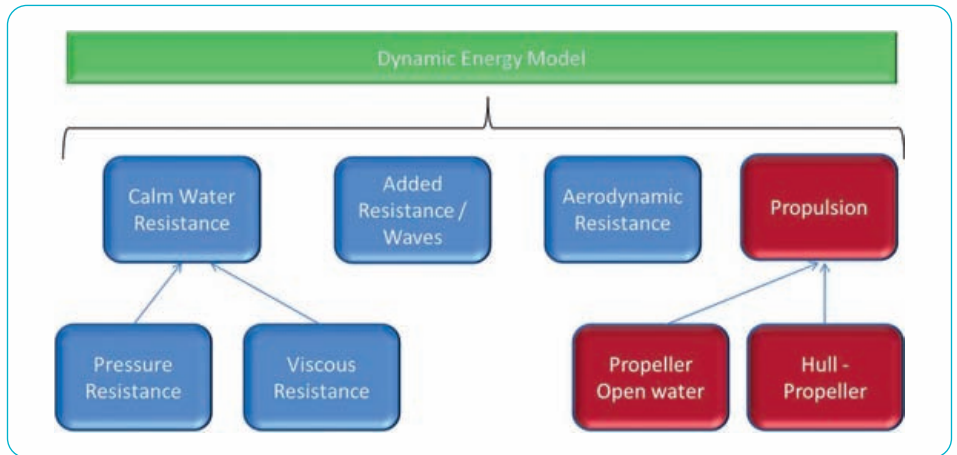 Dynamic Energy Model
Calm Water
Resistance
Added
Resistance /
Waves
Aerodynamic
Resistance
Propulsion
Pressure
Resistance
Viscous
Resistance
Propeller
Open water
Hull -
Propeller